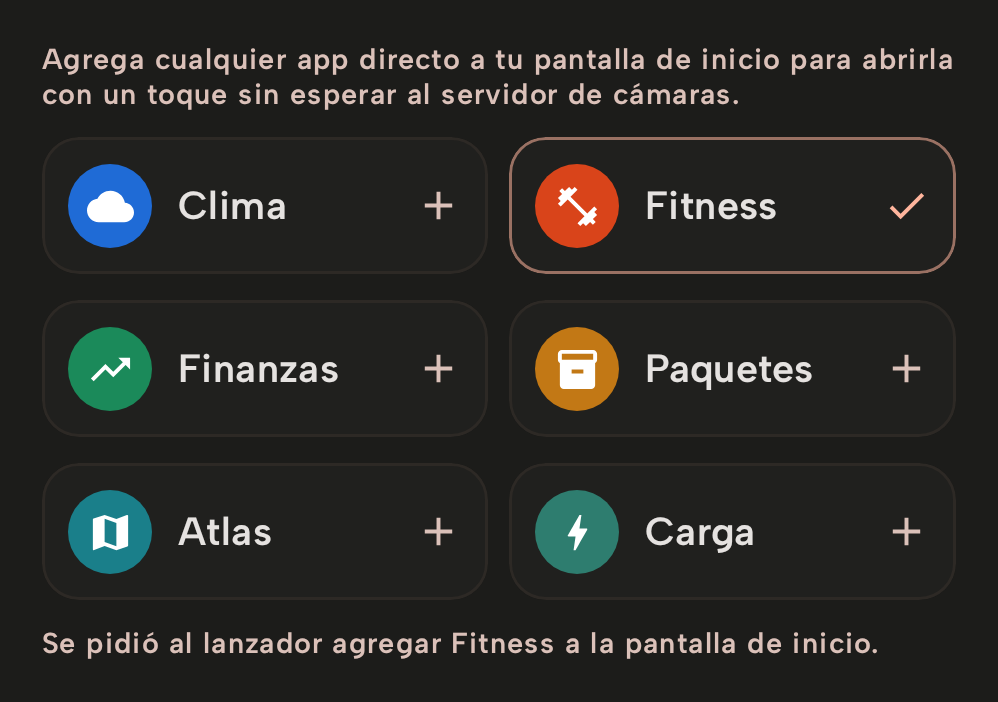 Agrega cualquier app directo a tu pantalla de inicio para abrirla
con un toque sin esperar al servidor de cámaras.
Clima
Fitness
Finanzas
Paquetes
Atlas
Carga
Se pidió al lanzador agregar Fitness a la pantalla de inicio.